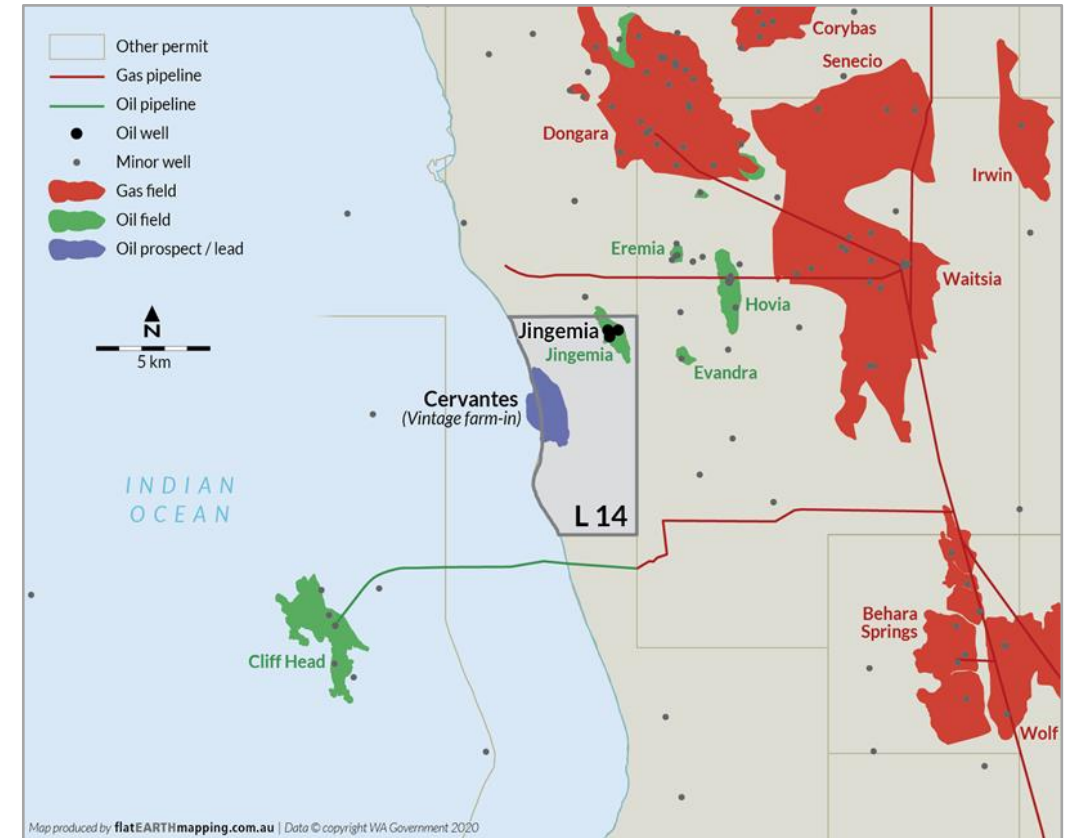 Other permit
Gas pipeline
Oil pipeline
Oil well
Minor well
Gas field
Oil field
Oil prospect / lead
N
5 km
Corybas
Senecio
Dongara
Irwin
Eremia
Waitsia
Hovia
Jingemia
Jingemia
Evandra
Cervantes
(Vintage farm-in)
INDIAN
OCEAN
L 14
Behara
Springs
Cliff Head
Wolf
Map produced by flatEARTHmapping.com.au | Data © copyright WA Government 2020